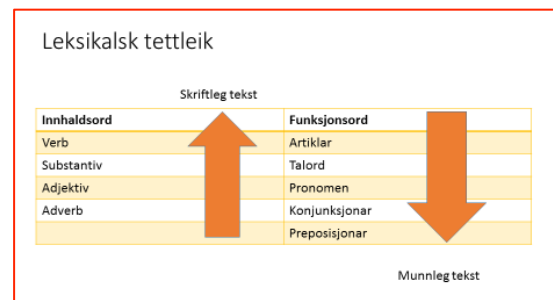 Leksikalsk tettleik
Skriftleg tekst
Innhaldsord Funksjonsord
Verb Artiklar
Substantiv Talord
Adjektiv Pronomen
Adverb Konjunksjonar
Preposisjonar
Munnleg tekst